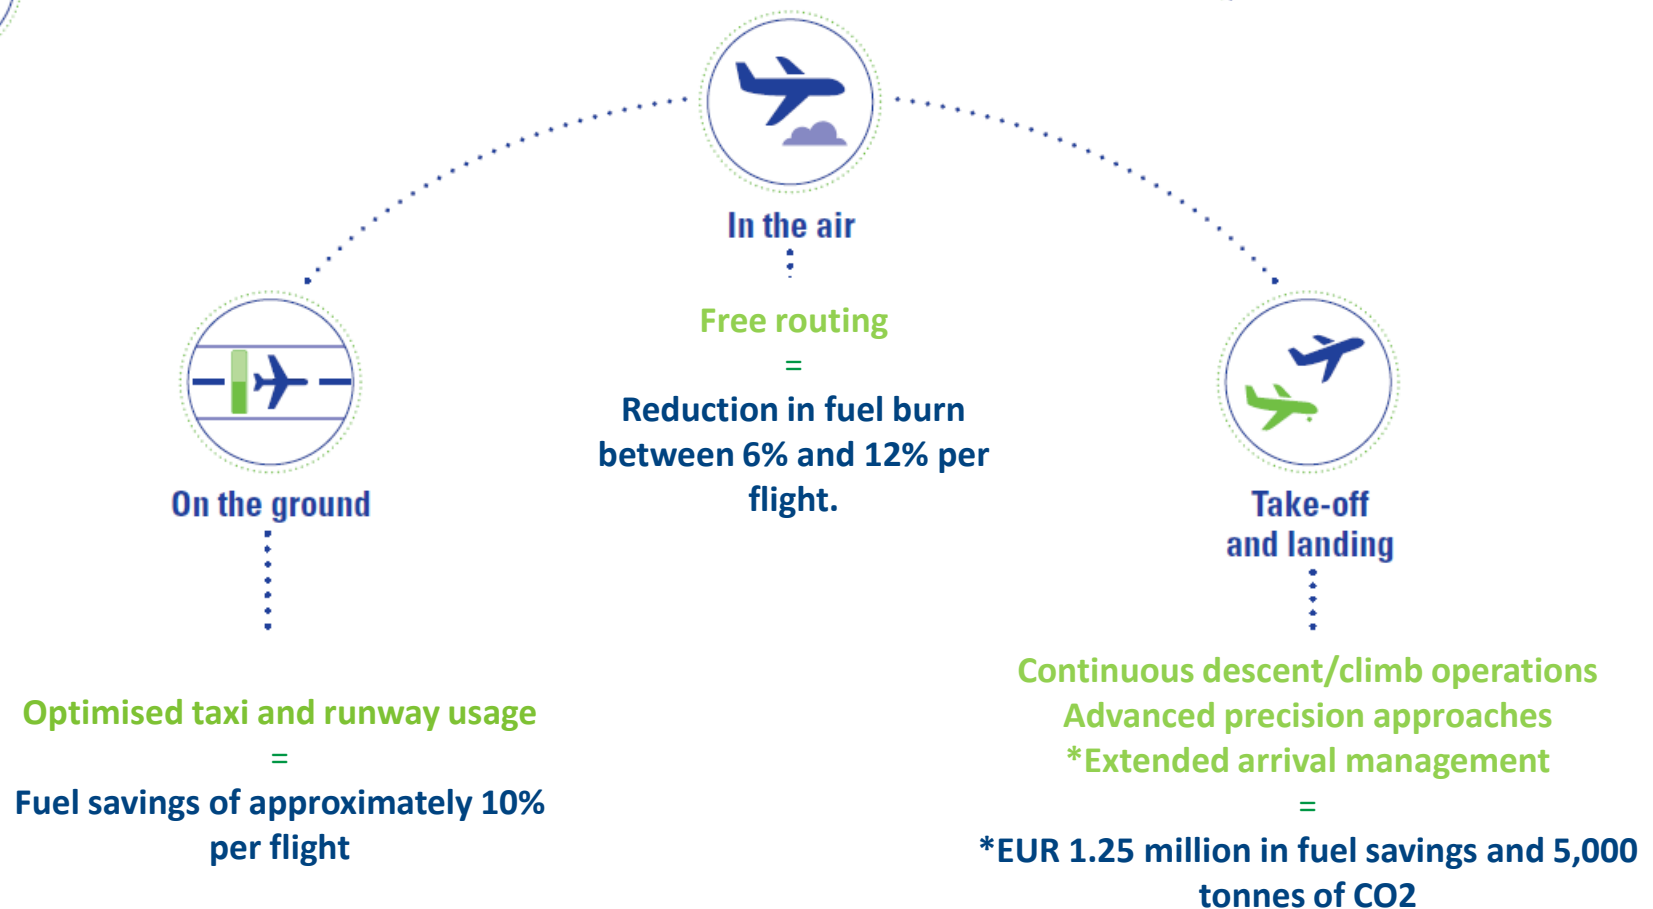 In the air
Free routing
=
Reduction in fuel burn
between 6% and 12% per
flight.
On the ground
Optimised taxi and runway usage
=
Fuel savings of approximately 10%
per flight
Take-off
and landing
Continuous descent/climb operations
Advanced precision approaches
*Extended arrival management
=
*EUR 1.25 million in fuel savings and 5,000
tonnes of CO2